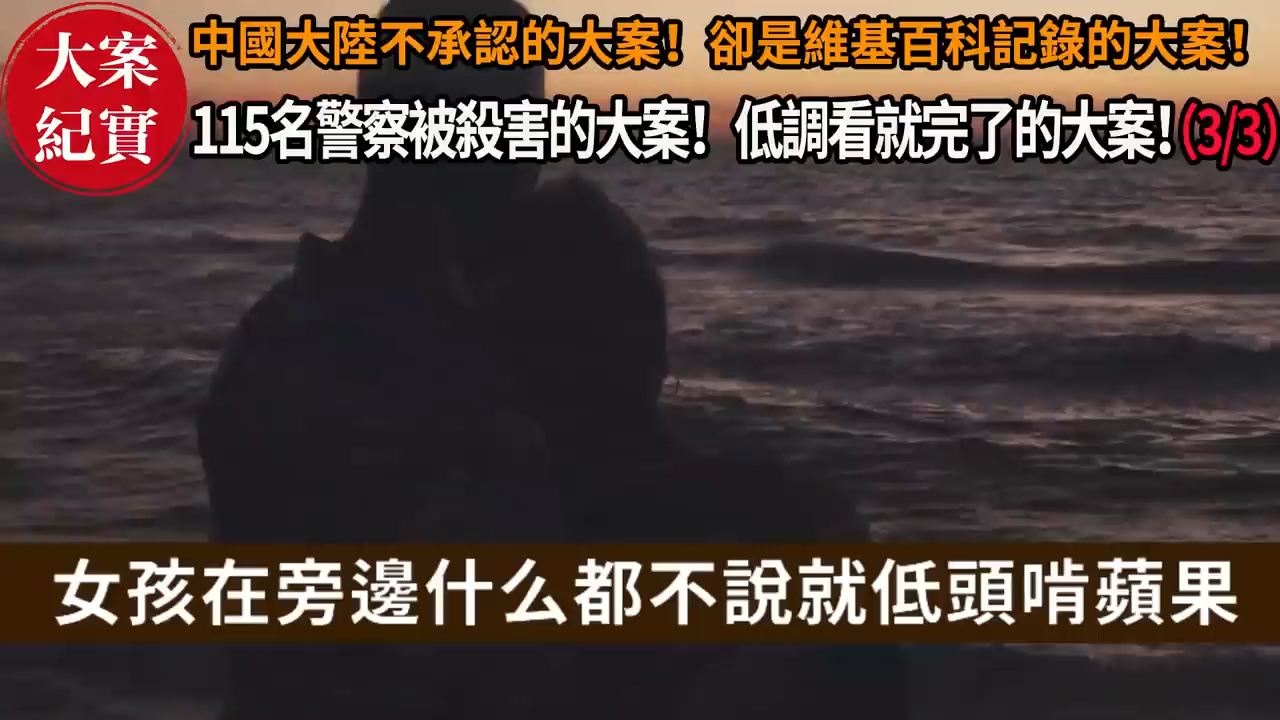 大案
紀實
中國大陸不承認的大案！卻是維基百科記錄的大案！
115名警察被殺害的大案！低調看就完了的大案！(3/3)
女孩在旁邊什么都不說就低頭啃蘋果